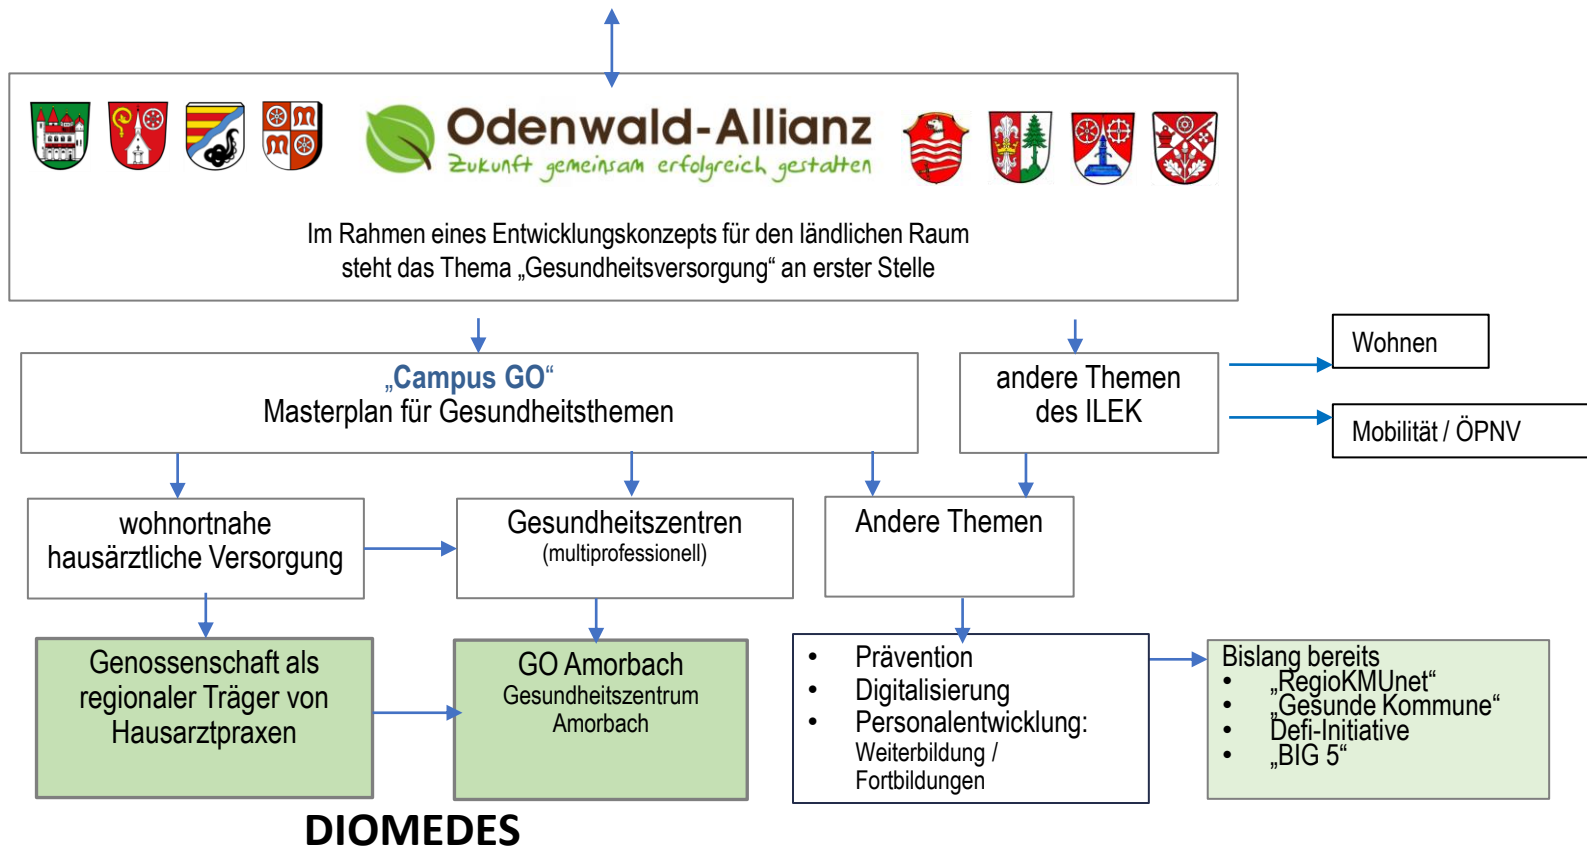 Odenwald-Allianz
Zukunft gemeinsam erfolgreich gestalten
Im Rahmen eines Entwicklungskonzepts für den ländlichen Raum
steht das Thema „Gesundheitsversorgung“ an erster Stelle
„Campus GO“
Masterplan für Gesundheitsthemen
andere Themen
des ILEK
Wohnen
Mobilität / ÖPNV
wohnortnahe
hausärztliche Versorgung
Gesundheitszentren
(multiprofessionell)
Andere Themen
Genossenschaft als
regionaler Träger von
Hausarztpraxen
GO Amorbach
Gesundheitszentrum
Amorbach
• Prävention
• Digitalisierung
• Personalentwicklung:
Weiterbildung /
Fortbildungen
Bislang bereits
• „RegioKMUnet“
• „Gesunde Kommune“
• Defi-Initiative
• „BIG 5“
DIOMEDES